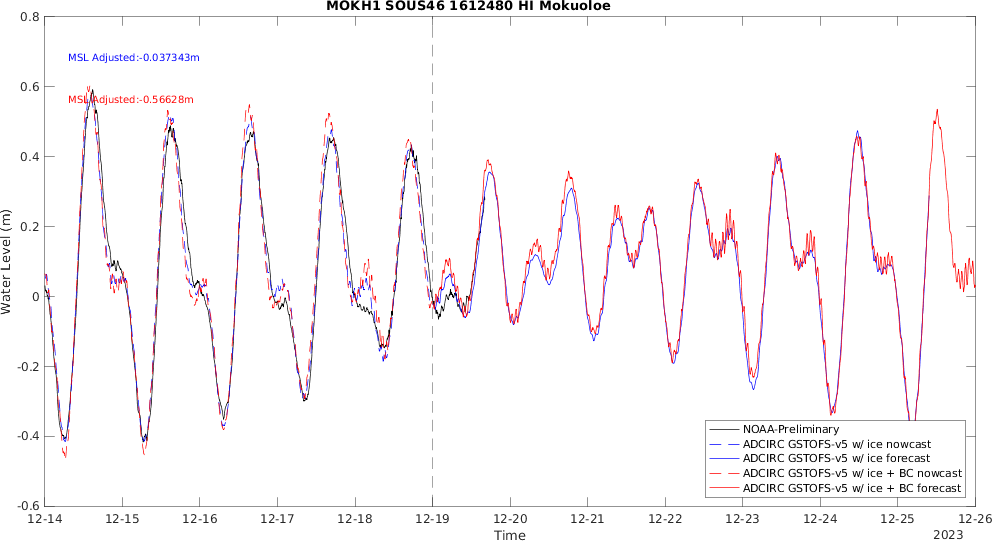 MOKH1 SOUS46 1612480 HI Mokuoloe
MSL Adjusted:-0.037343m
MSL Adjusted:-0.56628m
Water Level (m)
0.8
0.6
0.4
0.2
0
-0.2
-0.4
-0.6
NOAA-Preliminary
ADCIRC GSTOFS-v5 w/ ice nowcast
ADCIRC GSTOFS-v5 w/ ice forecast
ADCIRC GSTOFS-v5 w/ ice + BC nowcast
ADCIRC GSTOFS-v5 w/ ice + BC forecast
12-14 12-15 12-16 12-17 12-18 12-19 12-20 12-21 12-22 12-23 12-24 12-25 12-26
Time
2023